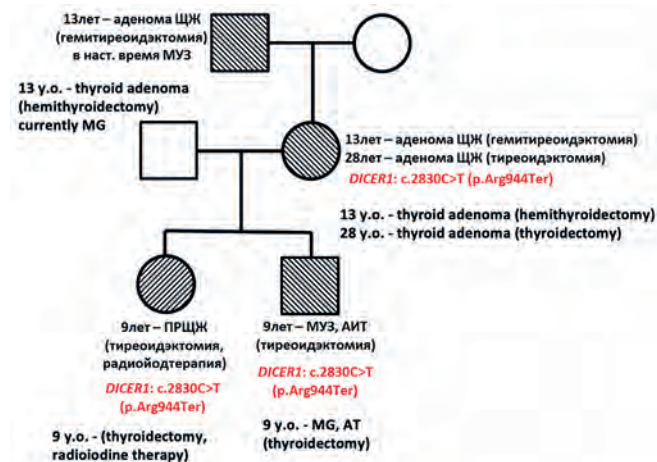 13лет – аденома ЩЖ
(гемитиреоидэктомия)
в наст. время МУЗ
13 y.o. - thyroid adenoma
(hemithyroidectomy)
currently MG
13лет – аденома ЩЖ (гемитиреоидэктомия)
28лет – аденома ЩЖ (тиреоидэктомия)
DICER1: c.2830C>T (p.Arg944Ter)
13 y.o. - thyroid adenoma (hemithyroidectomy)
28 y.o. - thyroid adenoma (thyroidectomy)
9лет – ПРЩЖ
(тиреоидэктомия,
радиойодтерапия)
DICER1: c.2830C>T
(p.Arg944Ter)
9 y.o. - (thyroidectomy,
radioiodine therapy)
9лет – МУЗ, АИТ
(тиреоидэктомия)
DICER1: c.2830C>T
(p.Arg944Ter)
9 y.o. - MG, AT
(thyroidectomy)